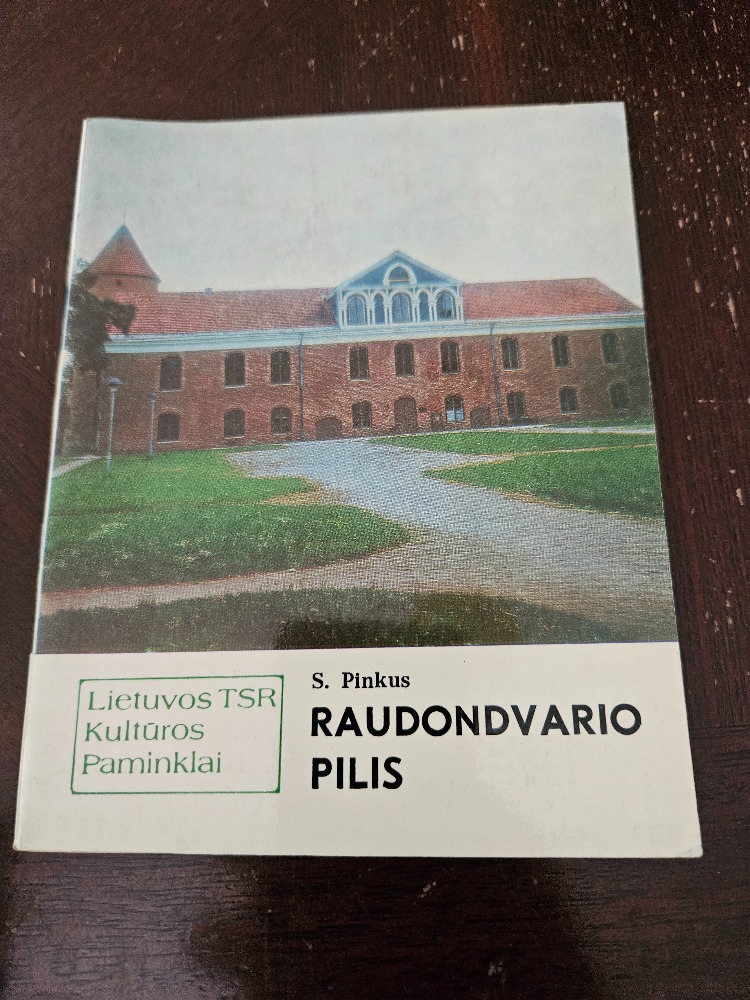 Lietuvos TSR
Kultūros
Paminklai
S. Pinkus
RAUDONDVARIO
PILIS